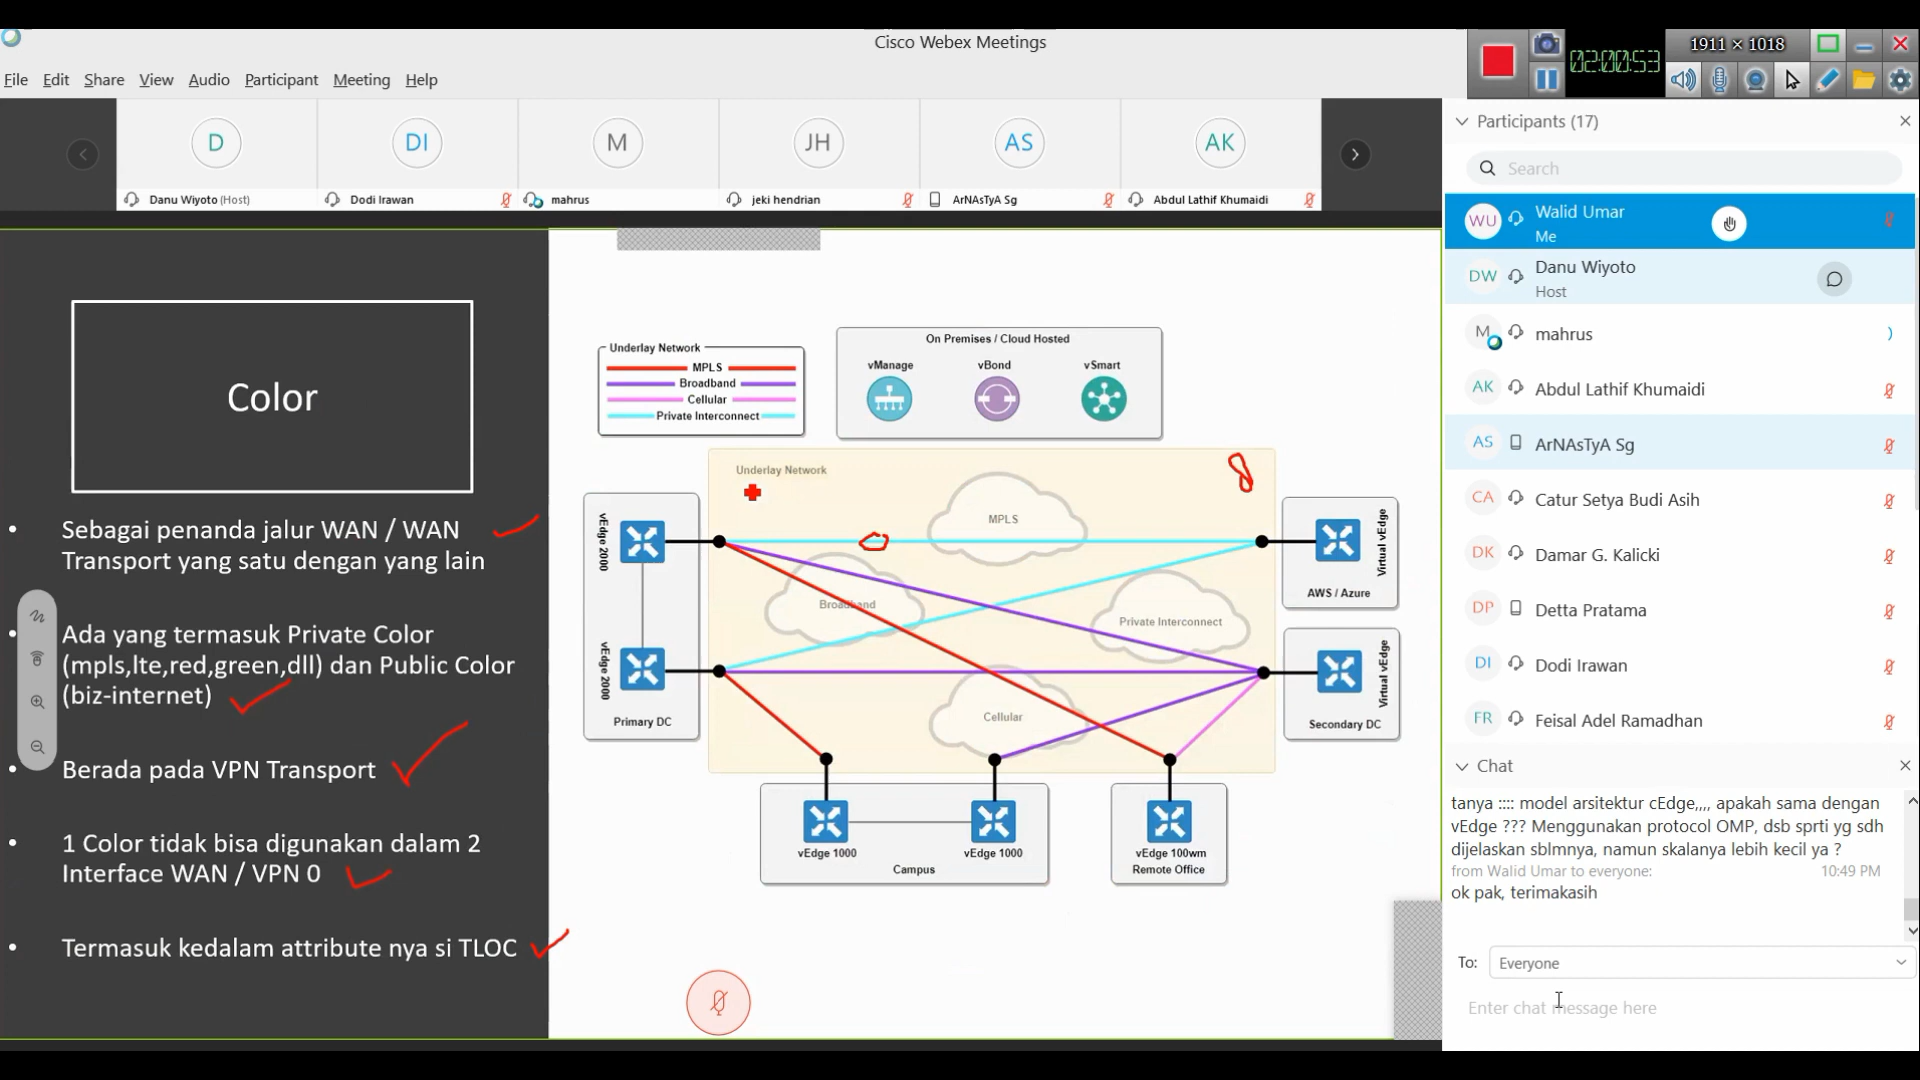 Cisco Webex Meetings
1911 × 1018
02:00:53
File Edit Share View Audio Participant Meeting Help
D
DI
M
JH
AS
AK
Danu Wiyoto (Host)
Dodi Irawan
mahrus
jeki hendrian
ArNAsTyA Sg
Abdul Lathif Khumaidi
Color
Sebagai penanda jalur WAN / WAN
Transport yang satu dengan yang lain
Ada yang termasuk Private Color
(mpls,lte,red,green,dll) dan Public Color
(biz-internet)
Berada pada VPN Transport
1 Color tidak bisa digunakan dalam 2
Interface WAN / VPN 0
Termasuk kedalam attribute nya si TLOC
Underlay Network
MPLS
Broadband
Cellular
Private Interconnect
On Premises / Cloud Hosted
vManage
vBond
vSmart
Underlay Network
MPLS
Broadband
Private Interconnect
Cellular
vEdge 2000
vEdge 2000
Primary DC
Virtual vEdge
AWS / Azure
Virtual vEdge
Secondary DC
vEdge 1000
vEdge 1000
Campus
vEdge 100wm
Remote Office
Participants (17)
Search
WU
Walid Umar
Me
DW
Danu Wiyoto
Host
M
mahrus
AK
Abdul Lathif Khumaidi
AS
ArNAsTyA Sg
CA
Catur Setya Budi Asih
DK
Damar G. Kalicki
DP
Detta Pratama
DI
Dodi Irawan
FR
Feisal Adel Ramadhan
Chat
tanya :::: model arsitektur cEdge,,,, apakah sama dengan
vEdge ??? Menggunakan protocol OMP, dsb sprti yg sdh
dijelaskan sblmnya, namun skalanya lebih kecil ya ?
from Walid Umar to everyone: 10:49 PM
ok pak, terimakasih
To: Everyone
Enter chat message here